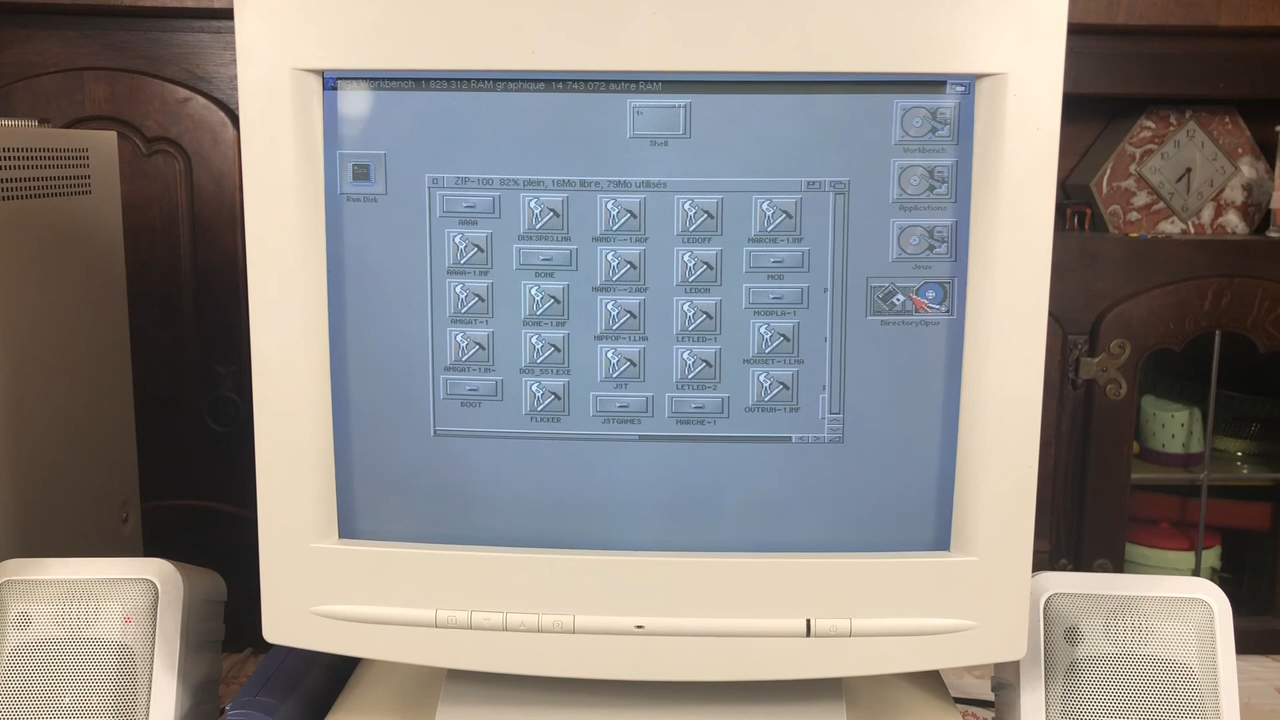 Amiga Workbench 1 829 312 RAM graphique 14 743 072 autre RAM
Shell
Workbench
Ram Disk
Applications
Jeux
DirectoryOpus
ZIP-100 82% plein, 16Mo libre, 79Mo utilisés
AAAA
DISKSPR3.LHA
HANDY-~1.ADF
LEDOFF
MARCHE~1.INF
AAAA~1.INF
DONE
HANDY-~2.ADF
LEDON
MOD
AMIGAT~1
DONE~1.INF
HIPPOP~1.LHA
LETLED~1
MODPLA~1
AMIGAT~1.IN~
DOS_551.EXE
JST
LETLED~2
MOUSET~1.LHA
BOOT
FLICKER
JSTGAMES
MARCHE~1
OUTRUN~1.INF